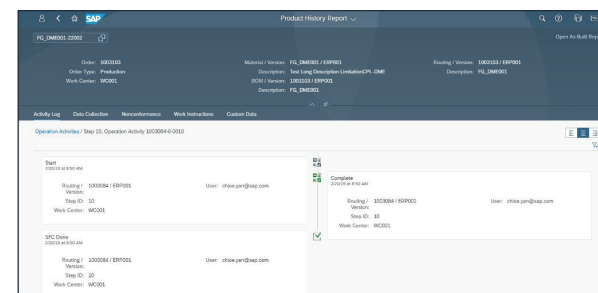 SAP
Product History Report
FG_DME001-22002
Open As Built Rep
Order: 1003103
Order Type: Production
Work Center: WC001
Material / Version: FG_DME001 / ERP001
Description: Test Long Description LimitationCPI -DME
BOM / Version: 1003103 / ERP001
Description: FG_DME001
Routing / Version: 1003103 / ERP001
Description: FG_DME001
Activity Log Data Collection Nonconformance Work Instructions Custom Data
Operation Activities / Step 10, Operation Activity 1003084-0-0010
Start
2/20/19 at 8:50 AM
Routing / Version: 1003084 / ERP001
User: chloe.yan@sap.com
Step ID: 10
Work Center: WC001
Complete
2/20/19 at 8:50 AM
Routing / Version: 1003084 / ERP001
User: chloe.yan@sap.com
Step ID: 10
Work Center: WC001
SFC Done
2/20/19 at 8:50 AM
Routing / Version: 1003084 / ERP001
User: chloe.yan@sap.com
Step ID: 10
Work Center: WC001